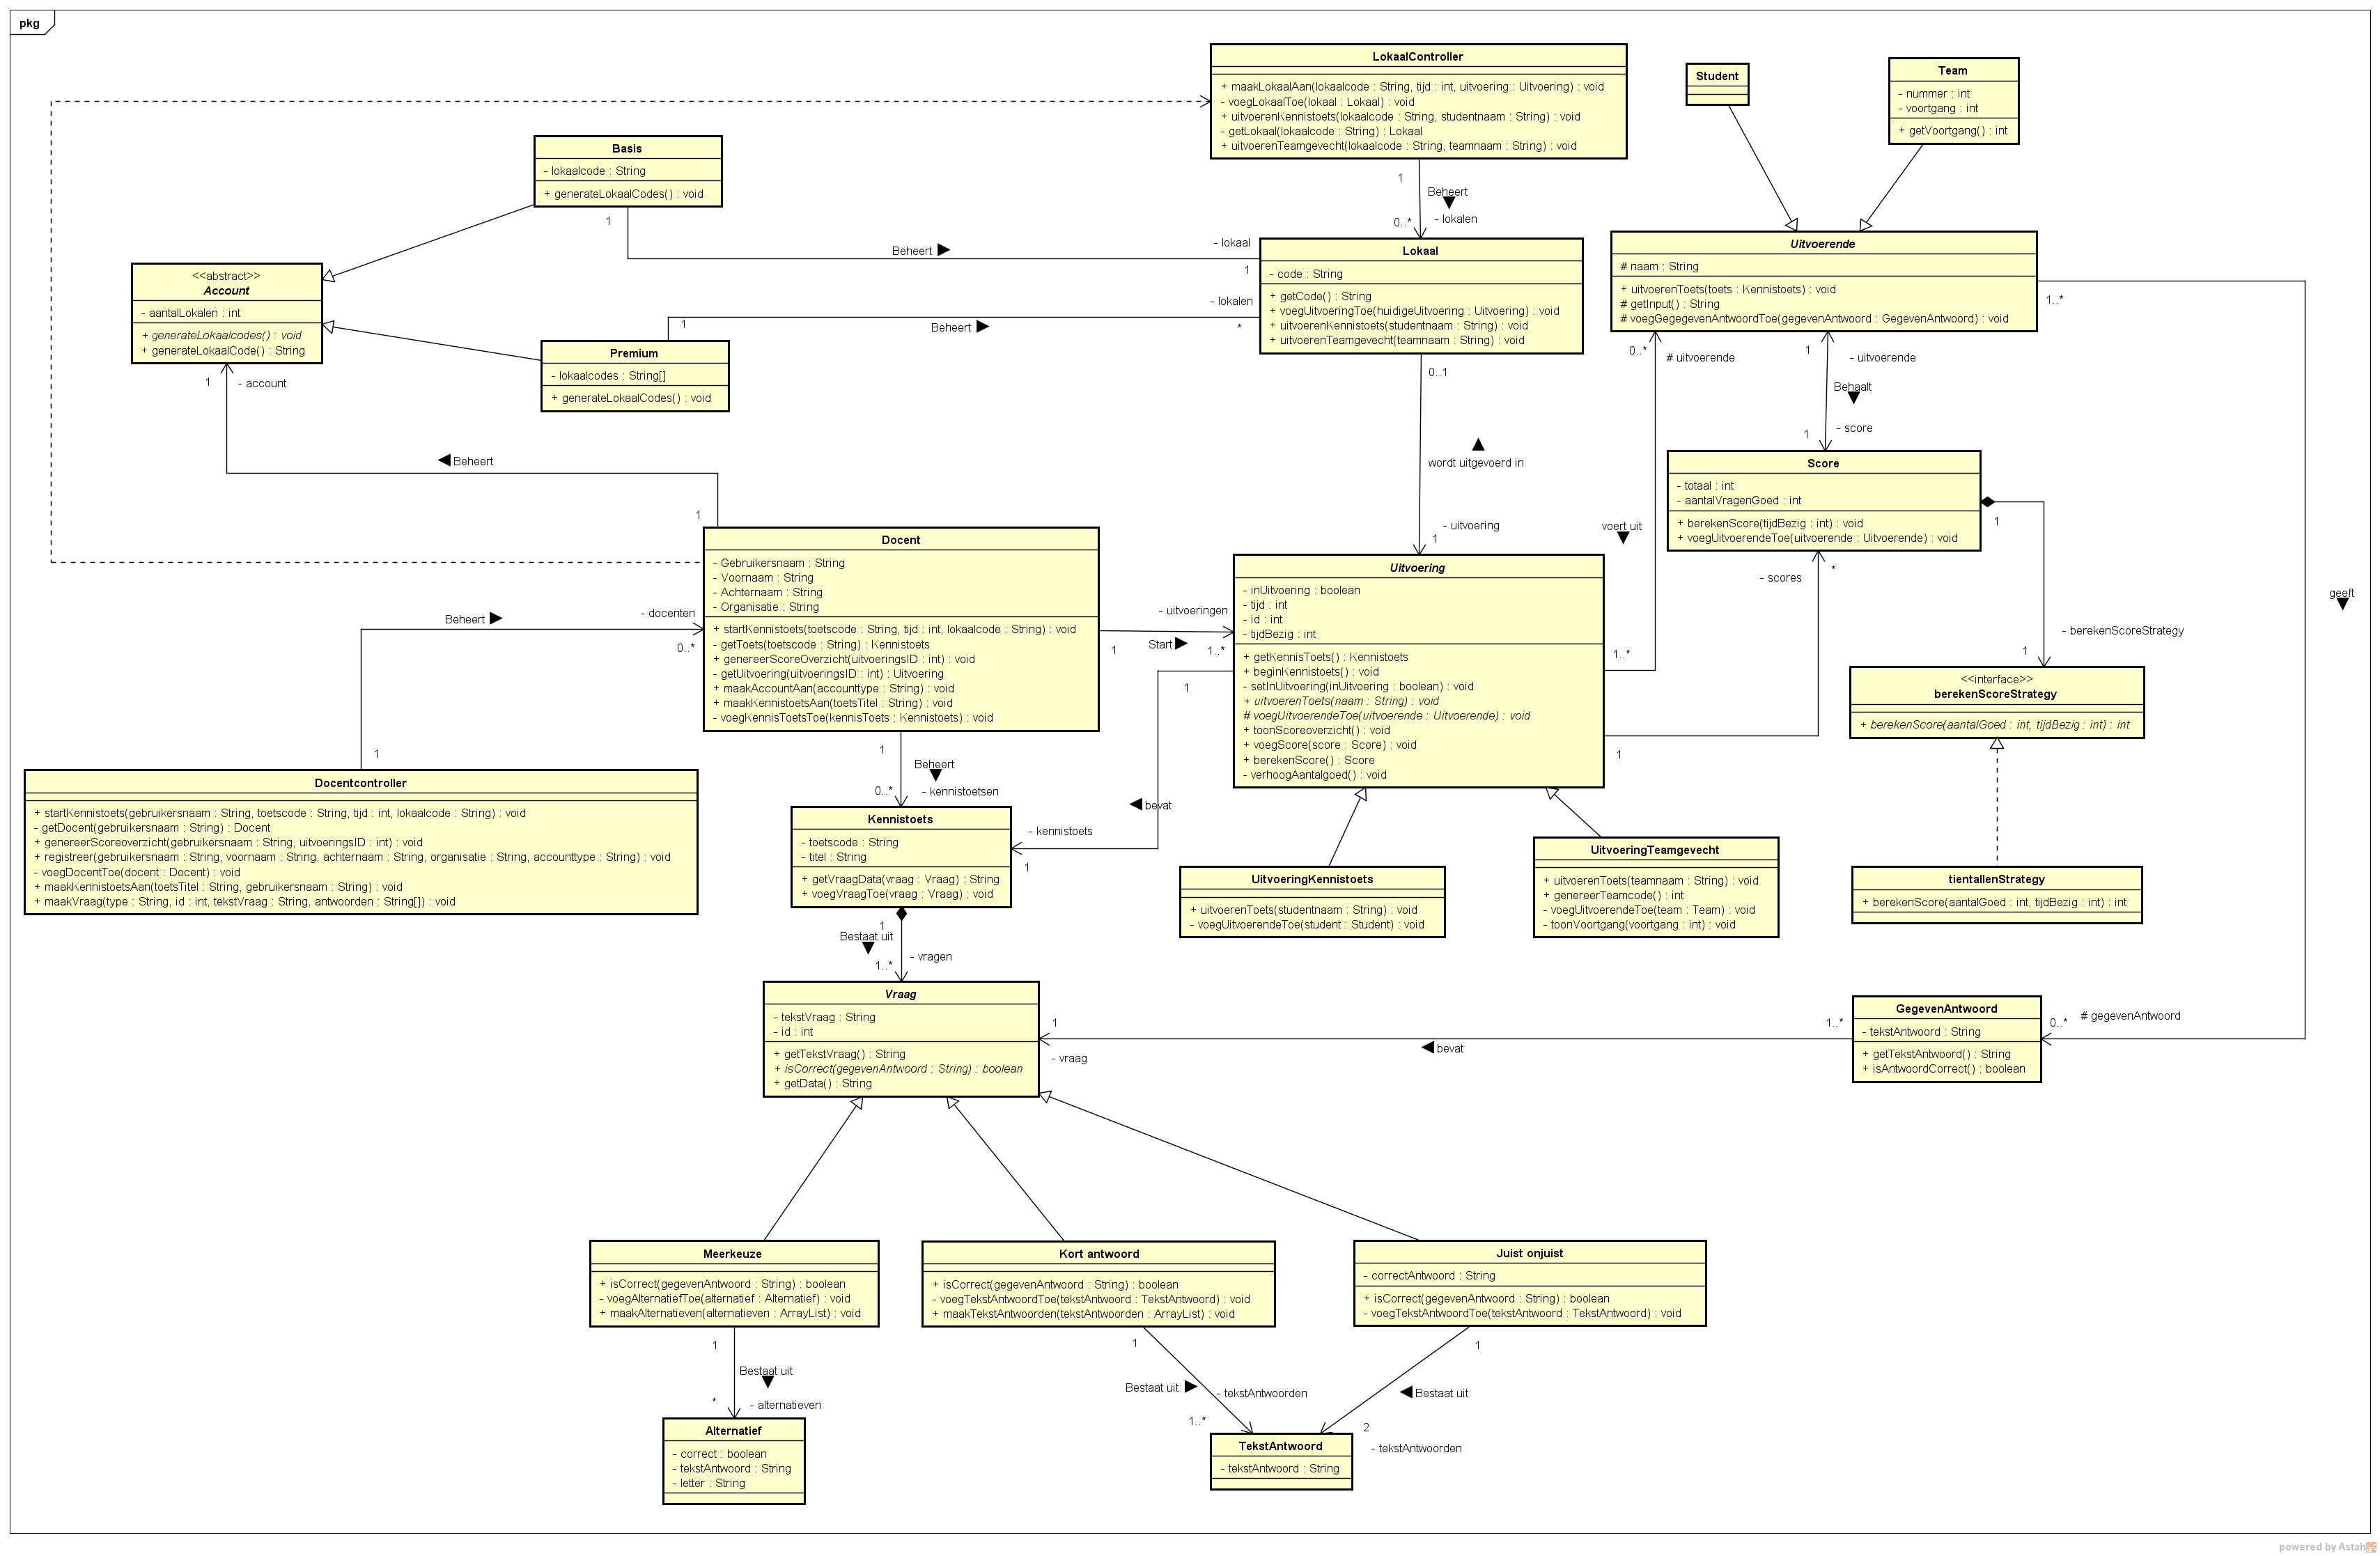 pkg
LokaalController
+ maakLokaalAan(lokaalcode : String, tijd : int, uitvoering : Uitvoering) : void
- voegLokaalToe(lokaal : Lokaal) : void
+ uitvoerenKennistoets(lokaalcode : String, studentnaam : String) : void
- getLokaal(lokaalcode : String) : Lokaal
+ uitvoerenTeamgevecht(lokaalcode : String, teamnaam : String) : void
Student
Team
- nummer : int
- voortgang : int
+ getVoortgang() : int
Basis
- lokaalcode : String
+ generateLokaalCodes() : void
1
Beheert
0..*
- lokalen
1
Beheert
- lokaal
1
Lokaal
- code : String
+ getCode() : String
+ voegUitvoeringToe(huidigeUitvoering : Uitvoering) : void
+ uitvoerenKennistoets(studentnaam : String) : void
+ uitvoerenTeamgevecht(teamnaam : String) : void
Uitvoerende
# naam : String
+ uitvoerenToets(toets : Kennistoets) : void
# getInput() : String
# voegGegegevenAntwoordToe(gegevenAntwoord : GegevenAntwoord) : void
1..*
<<abstract>>
Account
- aantalLokalen : int
+ generateLokaalcodes() : void
+ generateLokaalCode() : String
- lokalen
1
Beheert
*
Premium
- lokaalcodes : String[]
+ generateLokaalCodes() : void
1
- account
0..1
0..*
# uitvoerende
1
- uitvoerende
Behaalt
1
- score
Beheert
wordt uitgevoerd in
Score
- totaal : int
- aantalVragenGoed : int
+ berekenScore(tijdBezig : int) : void
+ voegUitvoerendeToe(uitvoerende : Uitvoerende) : void
1
1
Docent
- Gebruikersnaam : String
- Voornaam : String
- Achternaam : String
- Organisatie : String
+ startKennistoets(toetscode : String, tijd : int, lokaalcode : String) : void
- getToets(toetscode : String) : Kennistoets
+ genereerScoreOverzicht(uitvoeringsID : int) : void
- getUitvoering(uitvoeringsID : int) : Uitvoering
+ maakAccountAan(accounttype : String) : void
+ maakKennistoetsAan(toetsTitel : String) : void
- voegKennisToetsToe(kennisToets : Kennistoets) : void
- uitvoering
1
voert uit
Uitvoering
- inUitvoering : boolean
- tijd : int
- id : int
- tijdBezig : int
+ getKennisToets() : Kennistoets
+ beginKennistoets() : void
- setInUitvoering(inUitvoering : boolean) : void
+ uitvoerenToets(naam : String) : void
# voegUitvoerendeToe(uitvoerende : Uitvoerende) : void
+ toonScoreoverzicht() : void
+ voegScore(score : Score) : void
+ berekenScore() : Score
- verhoogAantalgoed() : void
- scores
*
geeft
Beheert
- docenten
0..*
- uitvoeringen
1
Start
1..*
1
1..*
1
- berekenScoreStrategy
1
<<interface>>
berekenScoreStrategy
+ berekenScore(aantalGoed : int, tijdBezig : int) : int
1
Docentcontroller
+ startKennistoets(gebruikersnaam : String, toetscode : String, tijd : int, lokaalcode : String) : void
- getDocent(gebruikersnaam : String) : Docent
+ genereerScoreoverzicht(gebruikersnaam : String, uitvoeringsID : int) : void
+ registreer(gebruikersnaam : String, voornaam : String, achternaam : String, organisatie : String, accounttype : String) : void
- voegDocentToe(docent : Docent) : void
+ maakKennistoetsAan(toetsTitel : String, gebruikersnaam : String) : void
+ maakVraag(type : String, id : int, tekstVraag : String, antwoorden : String[]) : void
1
Beheert
0..*
- kennistoetsen
bevat
Kennistoets
- toetscode : String
- titel : String
+ getVraagData(vraag : Vraag) : String
+ voegVraagToe(vraag : Vraag) : void
- kennistoets
1
UitvoeringKennistoets
+ uitvoerenToets(studentnaam : String) : void
- voegUitvoerendeToe(student : Student) : void
UitvoeringTeamgevecht
+ uitvoerenToets(teamnaam : String) : void
+ genereerTeamcode() : int
- voegUitvoerendeToe(team : Team) : void
- toonVoortgang(voortgang : int) : void
tientallenStrategy
+ berekenScore(aantalGoed : int, tijdBezig : int) : int
1
Bestaat uit
1..*
- vragen
Vraag
- tekstVraag : String
- id : int
+ getTekstVraag() : String
+ isCorrect(gegevenAntwoord : String) : boolean
+ getData() : String
1
- vraag
bevat
1..*
GegevenAntwoord
- tekstAntwoord : String
+ getTekstAntwoord() : String
+ isAntwoordCorrect() : boolean
0..*
# gegevenAntwoord
Meerkeuze
+ isCorrect(gegevenAntwoord : String) : boolean
- voegAlternatiefToe(alternatief : Alternatief) : void
+ maakAlternatieven(alternatieven : ArrayList) : void
Kort antwoord
+ isCorrect(gegevenAntwoord : String) : boolean
- voegTekstAntwoordToe(tekstAntwoord : TekstAntwoord) : void
+ maakTekstAntwoorden(tekstAntwoorden : ArrayList) : void
Juist onjuist
- correctAntwoord : String
+ isCorrect(gegevenAntwoord : String) : boolean
- voegTekstAntwoordToe(tekstAntwoord : TekstAntwoord) : void
1
Bestaat uit
*
- alternatieven
1
Bestaat uit
- tekstAntwoorden
1..*
1
Bestaat uit
2
- tekstAntwoorden
Alternatief
- correct : boolean
- tekstAntwoord : String
- letter : String
TekstAntwoord
- tekstAntwoord : String
powered by Astah